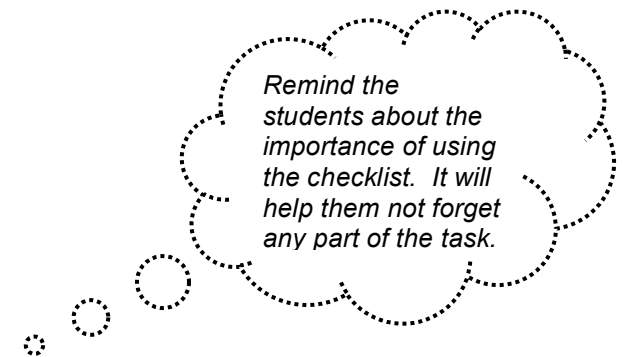 Remind the
students about the
importance of using
the checklist.  It will
help them not forget
any part of the task.